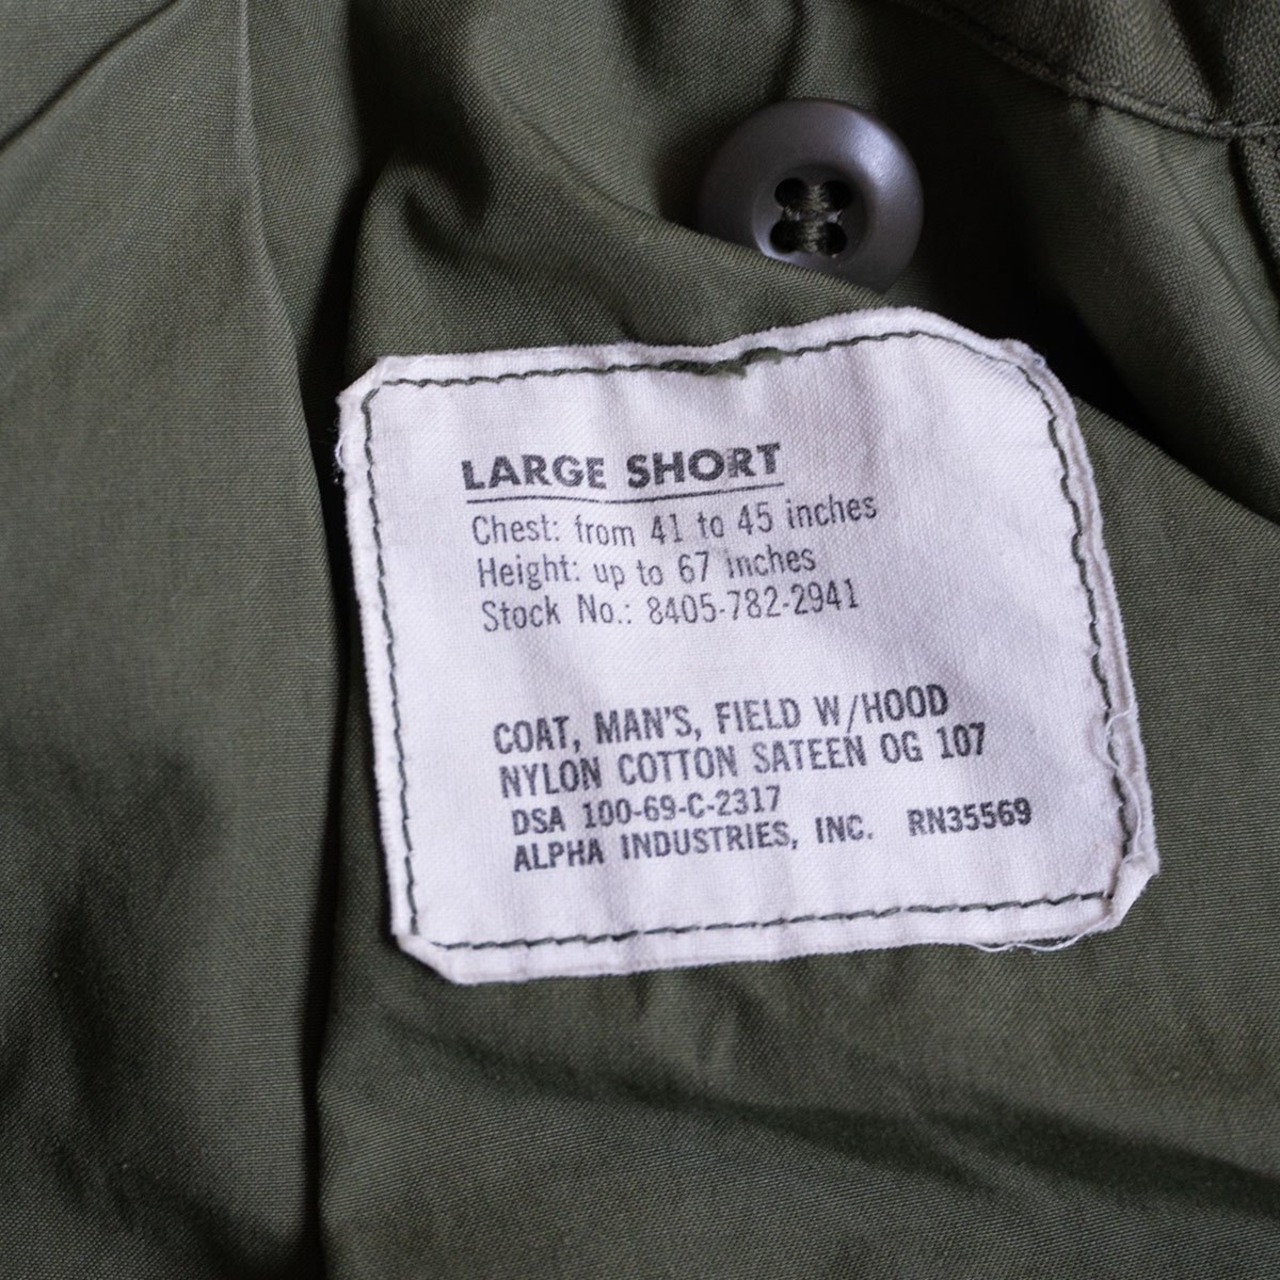 LARGE SHORT
Chest: from 41 to 45 inches
Height: up to 67 inches
Stock No.: 8405-782-2941
COAT, MAN'S, FIELD W/HOOD
NYLON COTTON SATEEN OG 107
DSA 100-69-C-2317
ALPHA INDUSTRIES, INC. RN35569